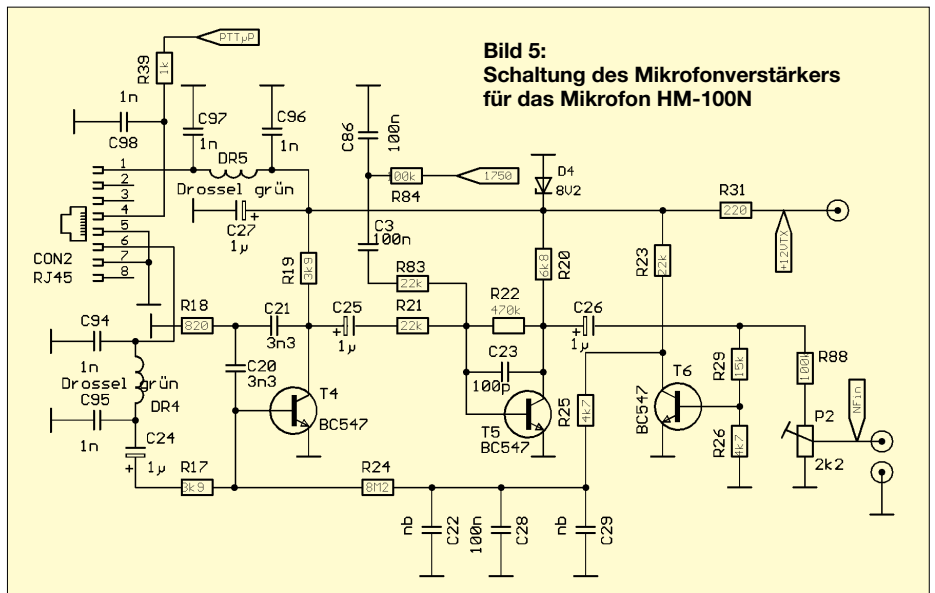 Bild 5:
Schaltung des Mikrofonverstärkers
für das Mikrofon HM-100N
PTTµP
R39
1k
1n
C98
C97
1n
C96
1n
DR5
Drossel grün
C27
+
1µ
1
2
3
4
5
6
7
8
CON2
RJ45
C86
100n
00k
R84
1750
C3
100n
D4
8V2
R31
220
+12VTX
R19
3k9
R83
22k
R20
6k8
R23
22k
R18
820
C21
3n3
C25
+
1µ
R21
22k
R22
470k
C26
+
1µ
C94
1n
Drossel grün
DR4
C95
1n
C20
3n3
T4
BC547
C23
100p
T5
BC547
R25
4k7
T6
BC547
R29
15k
R26
4k7
R88
100k
NFin
P2
2k2
C24
+
1µ
R17
3k9
R24
8M2
nb
C22
100n
C28
nb
C29